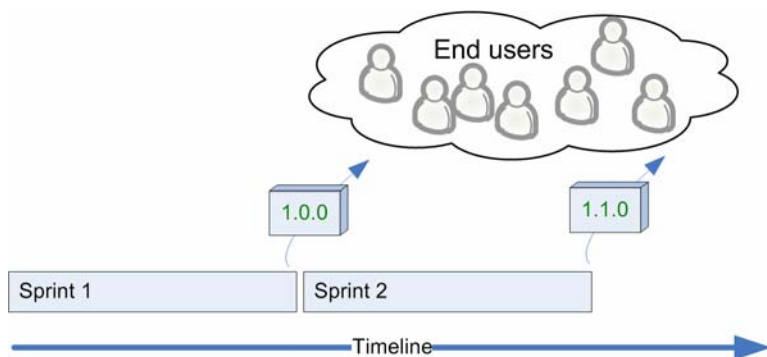 End users
1.0.0
1.1.0
Sprint 1
Sprint 2
Timeline